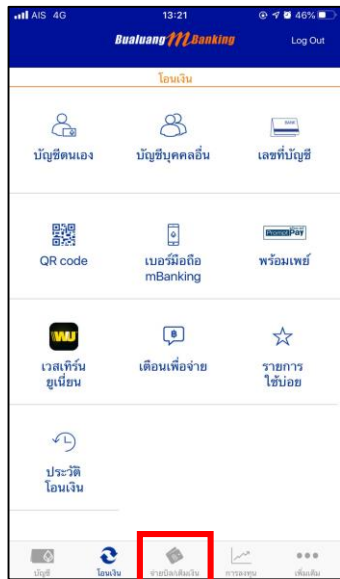 AIS 4G 13:21 46%
Bualuang mBanking Log Out
โอนเงิน
บัญชีตนเอง บัญชีบุคคลอื่น เลขที่บัญชี
QR code เบอร์มือถือ พร้อมเพย์
mBanking
เวสเทิร์น เตือนเพื่อจ่าย รายการ
ยูเนี่ยน ใช้บ่อย
ประวัติ
โอนเงิน
บัญชี โอนเงิน จ่ายบิล/เติมเงิน การลงทุน เพิ่มเติม